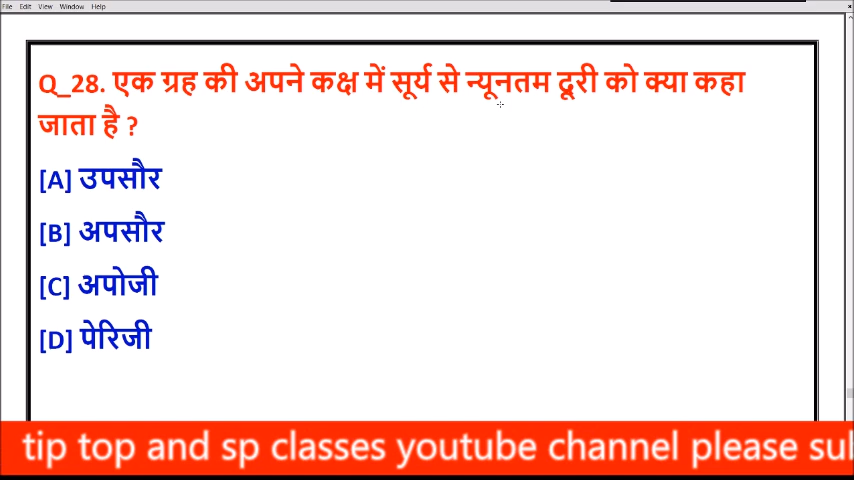 File Edit View Window Help
Q_28. एक ग्रह की अपने कक्ष में सूर्य से न्यूनतम दूरी को क्या कहा
जाता है ?
[A] उपसौर
[B] अपसौर
[C] अपोजी
[D] पेरिजी
tip top and sp classes youtube channel please